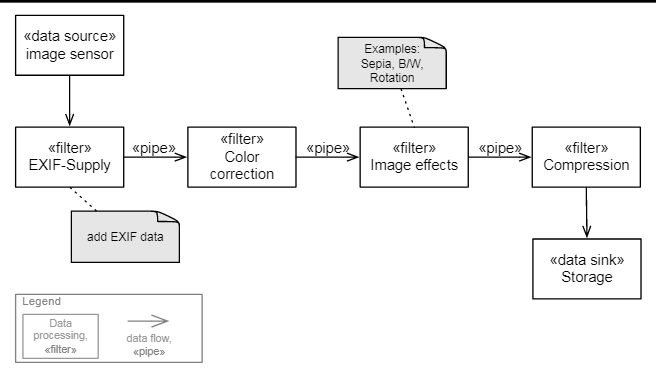 «data source»
image sensor
Examples:
Sepia, B/W,
Rotation
«filter»
EXIF-Supply
«pipe»
«filter»
Color
correction
«pipe»
«filter»
Image effects
«pipe»
«filter»
Compression
add EXIF data
«data sink»
Storage
Legend
Data
processing,
«filter»
data flow,
«pipe»